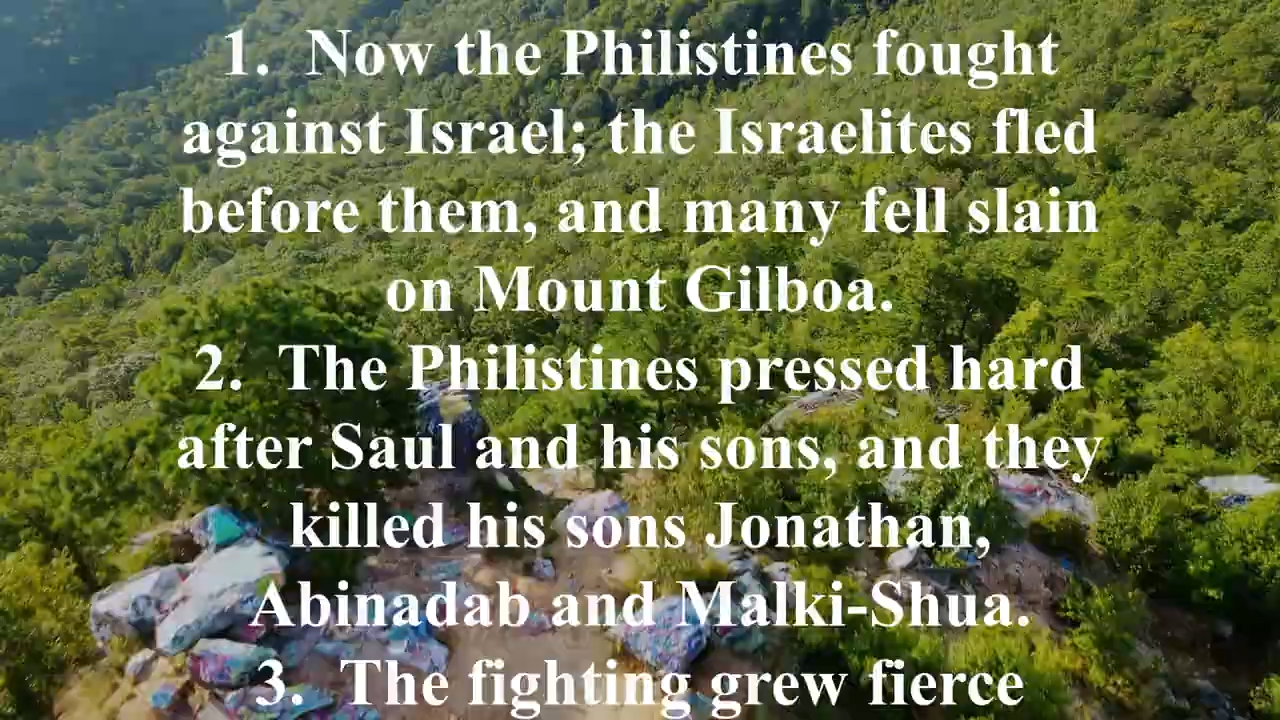 1.  Now the Philistines fought
against Israel; the Israelites fled
before them, and many fell slain
on Mount Gilboa.
2.  The Philistines pressed hard
after Saul and his sons, and they
killed his sons Jonathan,
Abinadab and Malki-Shua.
3.  The fighting grew fierce